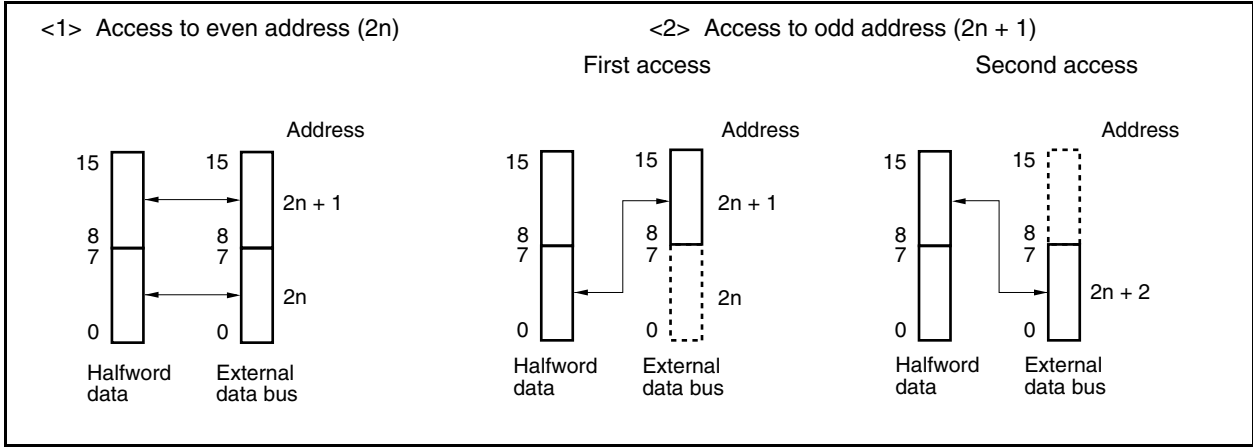 <1> Access to even address (2n)
Address
15 15
2n + 1
8 8
7 7
2n
0 0
Halfword data
External data bus
<2> Access to odd address (2n + 1)
First access
Address
15 15
2n + 1
8 8
7 7
2n
0 0
Halfword data
External data bus
Second access
Address
15 15
8 8
7 7
2n + 2
0 0
Halfword data
External data bus